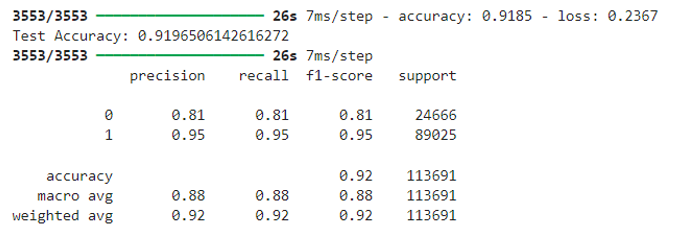 3553/3553 ━━━━━━━━━━━━━━━━━━━━ 26s 7ms/step - accuracy: 0.9185 - loss: 0.2367
Test Accuracy: 0.9196506142616272
3553/3553 ━━━━━━━━━━━━━━━━━━━━ 26s 7ms/step
precision recall f1-score support
0 0.81 0.81 0.81 24666
1 0.95 0.95 0.95 89025
accuracy 0.92 113691
macro avg 0.88 0.88 0.88 113691
weighted avg 0.92 0.92 0.92 113691